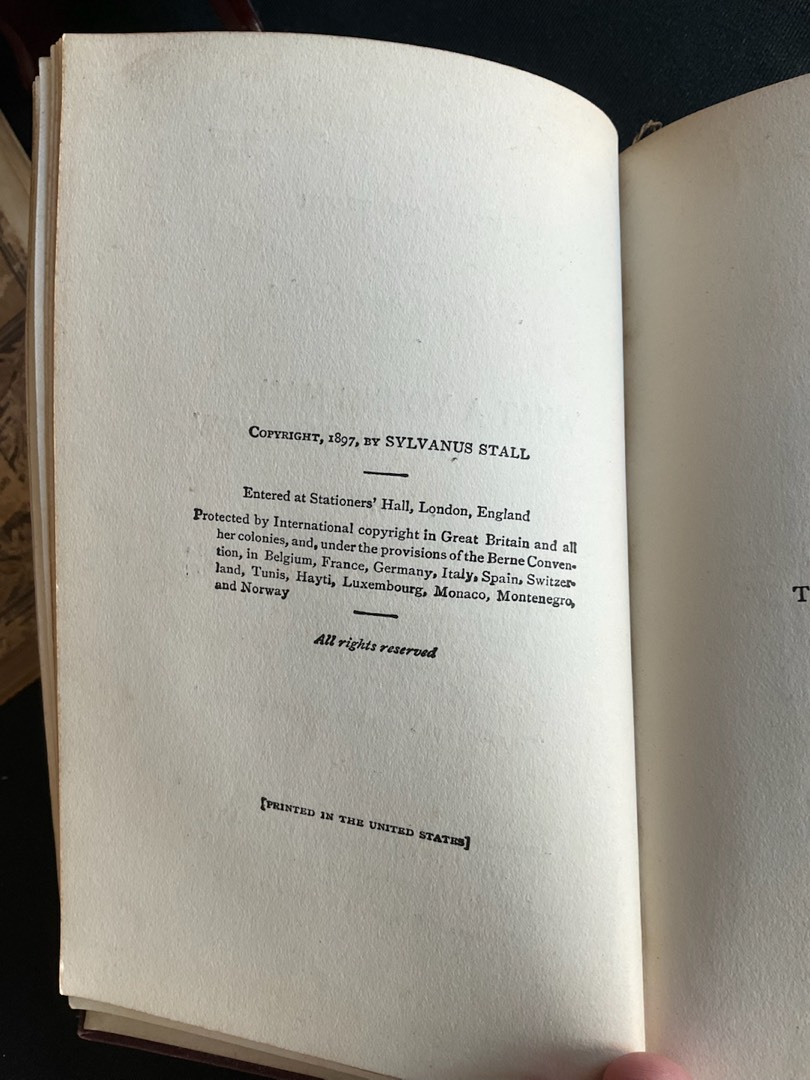 COPYRIGHT, 1897, BY SYLVANUS STALL
Entered at Stationers' Hall, London, England
Protected by International copyright in Great Britain and all
her colonies, and, under the provisions of the Berne Conven-
tion, in Belgium, France, Germany, Italy, Spain, Switzer-
land, Tunis, Hayti, Luxembourg, Monaco, Montenegro,
and Norway
All rights reserved
[PRINTED IN THE UNITED STATES]
T